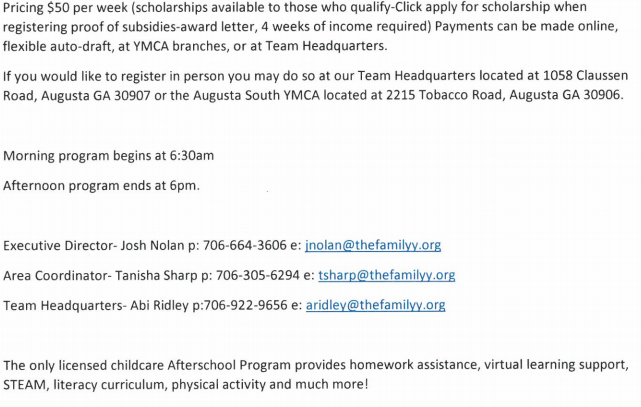 Pricing $50 per week (scholarships available to those who qualify-Click apply for scholarship when
registering proof of subsidies-award letter, 4 weeks of income required) Payments can be made online,
flexible auto-draft, at YMCA branches, or at Team Headquarters.
If you would like to register in person you may do so at our Team Headquarters located at 1058 Claussen
Road, Augusta GA 30907 or the Augusta South YMCA located at 2215 Tobacco Road, Augusta GA 30906.
Morning program begins at 6:30am
Afternoon program ends at 6pm.
Executive Director- Josh Nolan p: 706-664-3606 e: jnolan@thefamilyy.org
Area Coordinator- Tanisha Sharp p: 706-305-6294 e: tsharp@thefamilyy.org
Team Headquarters- Abi Ridley p:706-922-9656 e: aridley@thefamilyy.org
The only licensed childcare Afterschool Program provides homework assistance, virtual learning support,
STEAM, literacy curriculum, physical activity and much more!